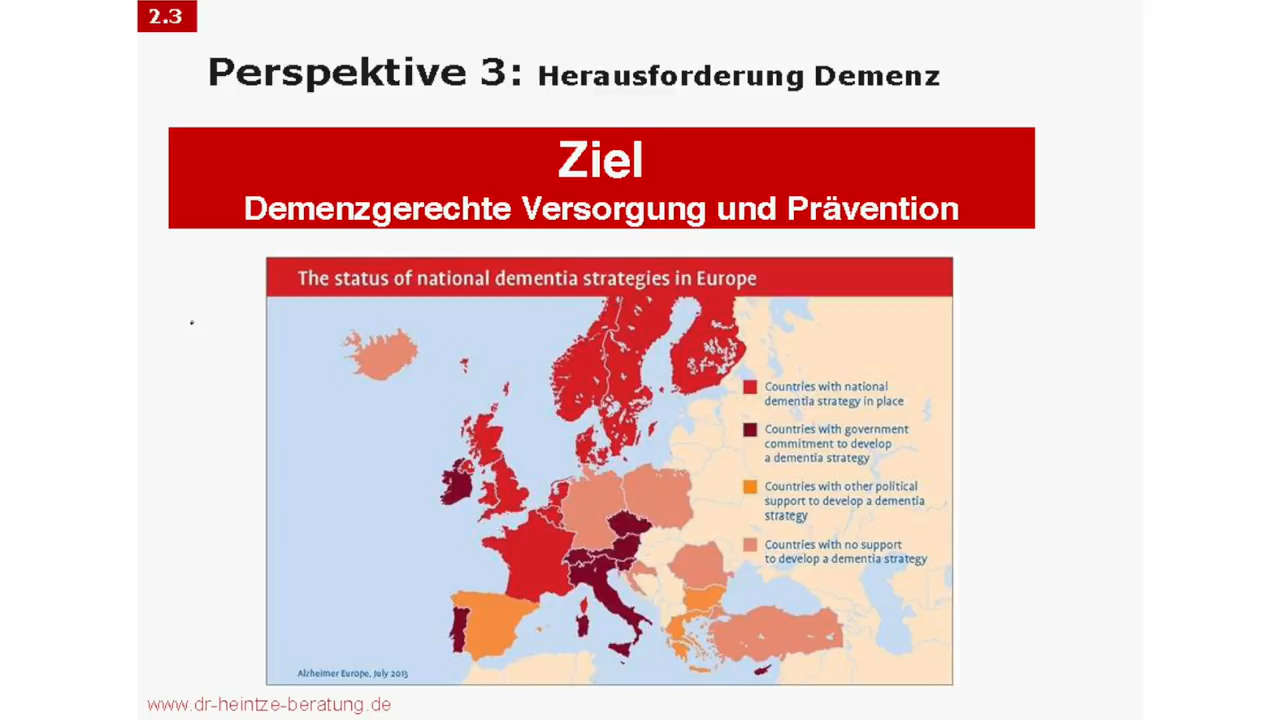 2.3
Perspektive 3: Herausforderung Demenz
Ziel
Demenzgerechte Versorgung und Prävention
The status of national dementia strategies in Europe
Countries with national
dementia strategy in place
Countries with government
commitment to develop
a dementia strategy
Countries with other political
support to develop a dementia
strategy
Countries with no support
to develop a dementia strategy
Alzheimer Europe, July 2013
www.dr-heintze-beratung.de